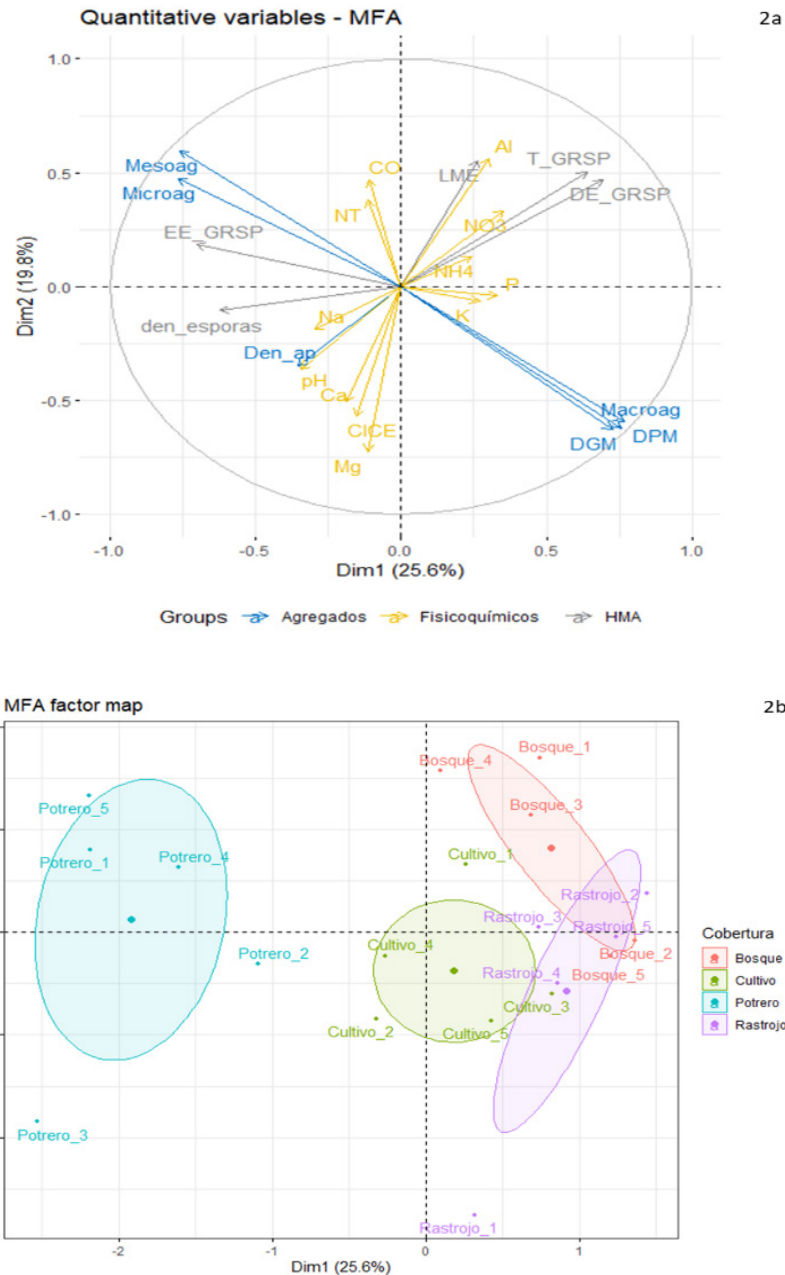 Quantitative variables - MFA
2a
1.0
0.5
0.0
-0.5
-1.0
Dim2 (19.8%)
Mesoag
Microag
EE_GRSP
den_esporas
CO
NT
LME
Al
T_GRSP
DE_GRSP
NO3
NH4
P
K
Na
Den_ap
pH
Ca
CICE
Mg
Macroag
DGM
DPM
-1.0 -0.5 0.0 0.5 1.0
Dim1 (25.6%)
Groups a Agregados a Fisicoquímicos a HMA
MFA factor map
2b
Bosque_4
Bosque_1
Potrero_5
Bosque_3
Potrero_1
Potrero_4
Cultivo_1
Rastrojo_2
Rastrojo_3
Rastrojo_5
Cultivo_4
Potrero_2
Bosque_2
Rastrojo_4
Bosque_5
Cultivo_3
Cultivo_2
Cultivo_5
Potrero_3
Rastrojo_1
Cobertura
a Bosque
a Cultivo
a Potrero
a Rastrojo
-2 -1 0 1
Dim1 (25.6%)